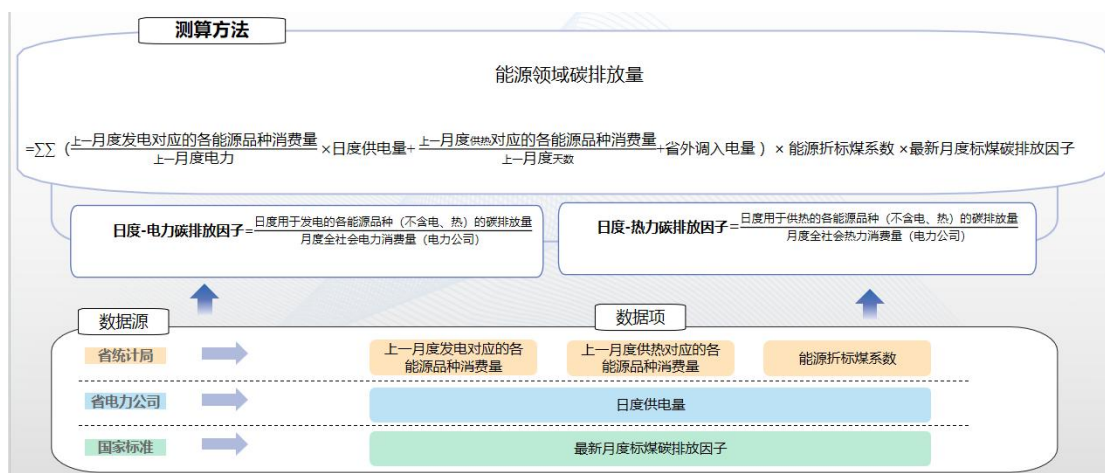 测算方法
能源领域碳排放量
=∑∑（上一月度发电对应的各能源品种消费量/上一月度电力×日度供电量+上一月度供热对应的各能源品种消费量/上一月度天数+省外调入电量）×能源折标煤系数×最新月度标煤碳排放因子
日度-电力碳排放因子=日度用于发电的各能源品种（不含电、热）的碳排放量/月度全社会电力消费量（电力公司）
日度-热力碳排放因子=日度用于供热的各能源品种（不含电、热）的碳排放量/月度全社会热力消费量（电力公司）
数据源
数据项
省统计局
上一月度发电对应的各
能源品种消费量
上一月度供热对应的各
能源品种消费量
能源折标煤系数
省电力公司
日度供电量
国家标准
最新月度标煤碳排放因子